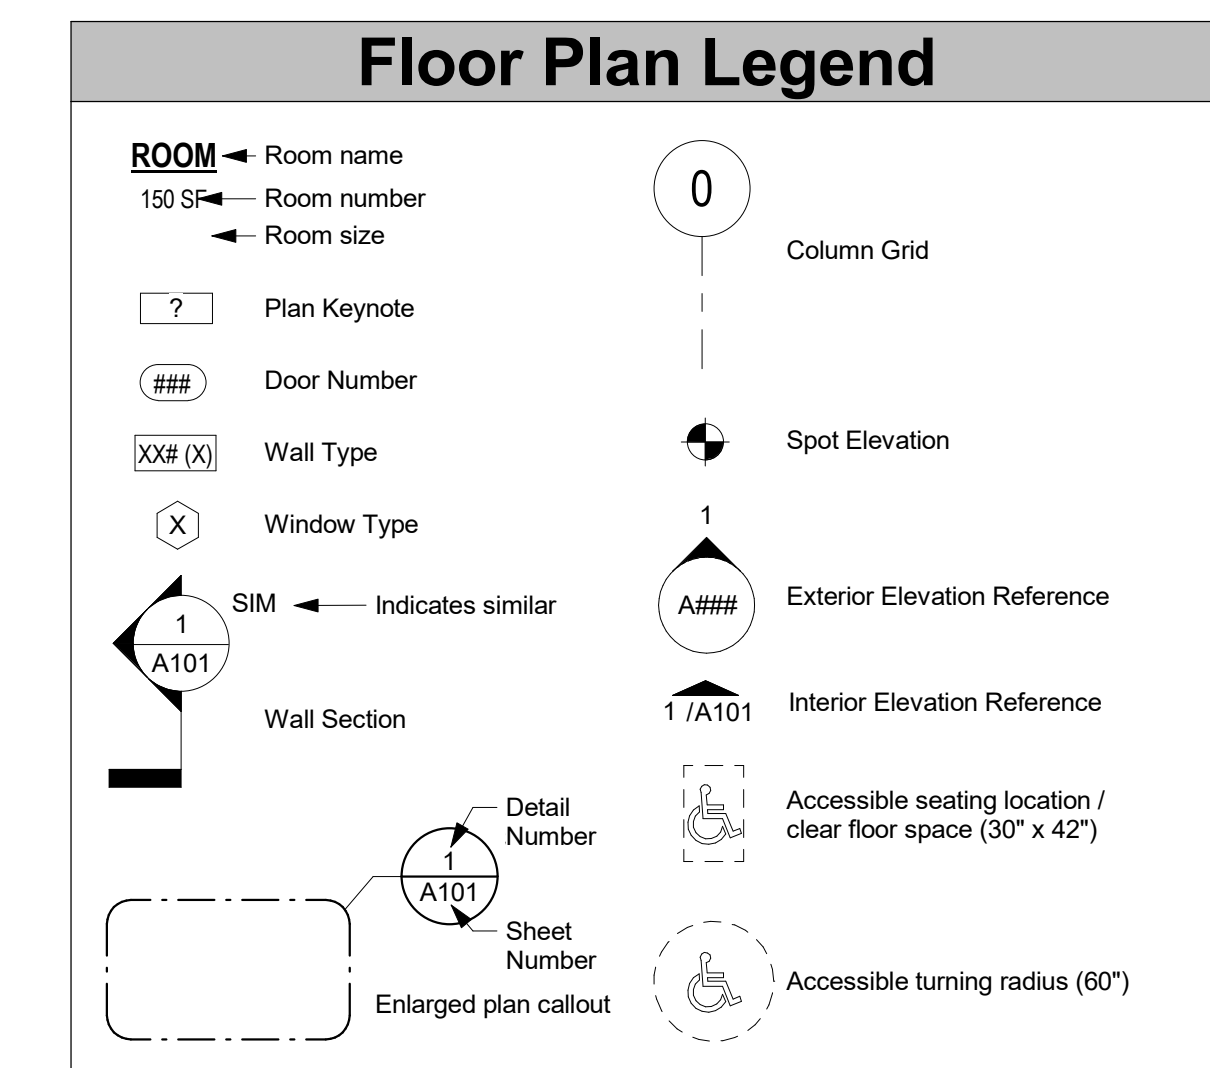 Floor Plan Legend
ROOM Room name
150 SF Room number
Room size
? Plan Keynote
### Door Number
XX# (X) Wall Type
X Window Type
SIM Indicates similar
1
A101
Wall Section
Detail
Number
1
A101
Sheet
Number
Enlarged plan callout
0
Column Grid
Spot Elevation
1
A### Exterior Elevation Reference
1 /A101 Interior Elevation Reference
Accessible seating location /
clear floor space (30" x 42")
Accessible turning radius (60")